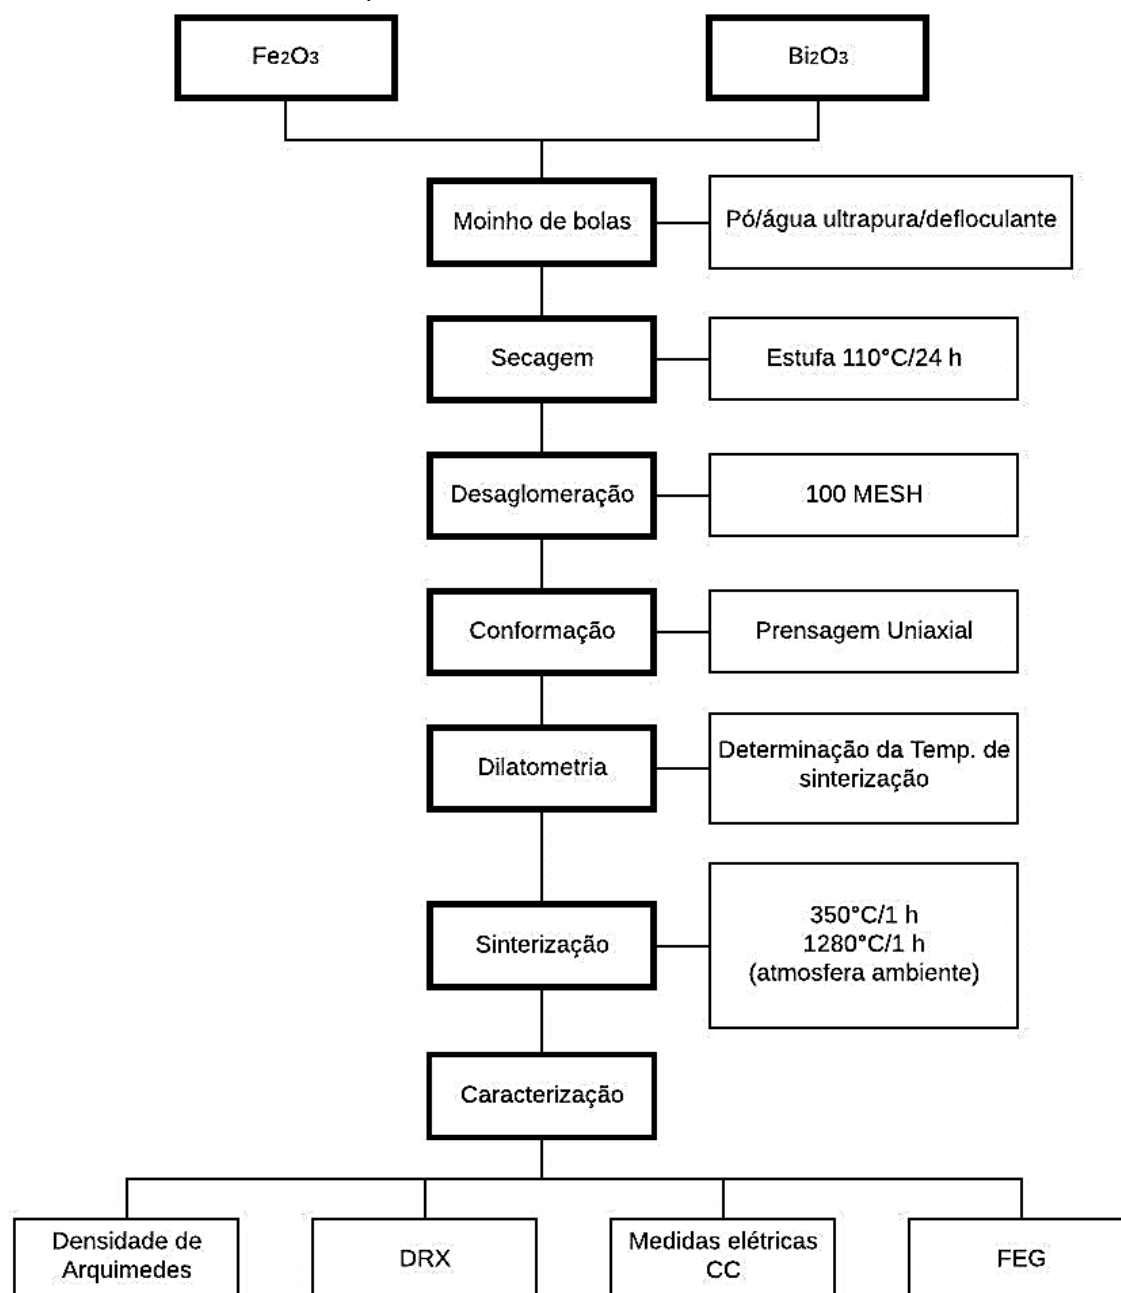 Fe2O3
Bi2O3
Moinho de bolas
Pó/água ultrapura/defloculante
Secagem
Estufa 110°C/24 h
Desaglomeração
100 MESH
Conformação
Prensagem Uniaxial
Dilatometria
Determinação da Temp. de
sinterização
Sinterização
350°C/1 h
1280°C/1 h
(atmosfera ambiente)
Caracterização
Densidade de
Arquimedes
DRX
Medidas elétricas
CC
FEG